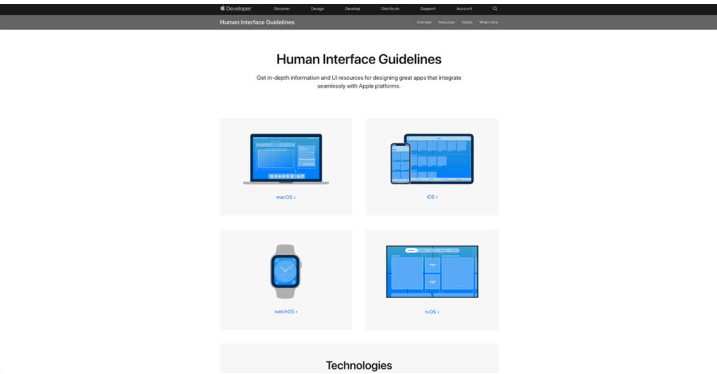 Developer
Discover
Design
Develop
Distribute
Support
Account
Human Interface Guidelines
Overview
Resources
Videos
What's New
Human Interface Guidelines
Get in-depth information and UI resources for designing great apps that integrate
seamlessly with Apple platforms.
macOS ›
iOS ›
watchOS ›
tvOS ›
Technologies